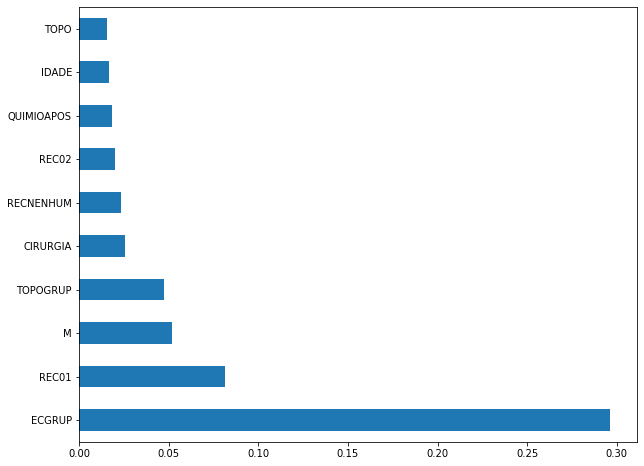 TOPO
IDADE
QUIMIOAPOS
REC02
RECNENHUM
CIRURGIA
TOPOGRUP
M
REC01
ECGRUP
0.00 0.05 0.10 0.15 0.20 0.25 0.30